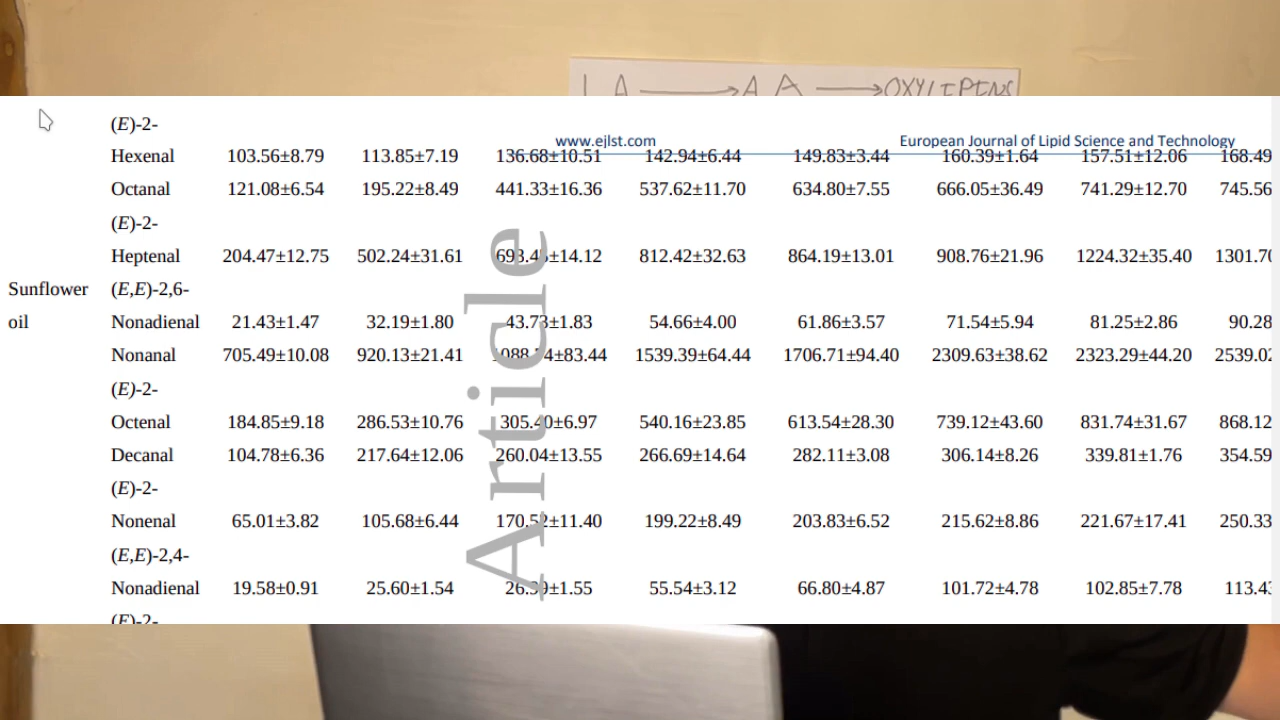 LA → AA → OXYLIPINS
(E)-2-
www.ejlst.com European Journal of Lipid Science and Technology
Hexenal 103.56±8.79 113.85±7.19 136.68±10.51 142.94±6.44 149.83±3.44 160.39±1.64 157.51±12.06 168.49
Octanal 121.08±6.54 195.22±8.49 441.33±16.36 537.62±11.70 634.80±7.55 666.05±36.49 741.29±12.70 745.56
(E)-2-
Heptenal 204.47±12.75 502.24±31.61 ±14.12 812.42±32.63 864.19±13.01 908.76±21.96 1224.32±35.40 1301.70
Sunflower (E,E)-2,6-
oil Nonadienal 21.43±1.47 32.19±1.80 43.73±1.83 54.66±4.00 61.86±3.57 71.54±5.94 81.25±2.86 90.28
Nonanal 705.49±10.08 920.13±21.41 ±83.44 1539.39±64.44 1706.71±94.40 2309.63±38.62 2323.29±44.20 2539.02
(E)-2-
Octenal 184.85±9.18 286.53±10.76 305.40±6.97 540.16±23.85 613.54±28.30 739.12±43.60 831.74±31.67 868.12
Decanal 104.78±6.36 217.64±12.06 260.04±13.55 266.69±14.64 282.11±3.08 306.14±8.26 339.81±1.76 354.59
(E)-2-
Nonenal 65.01±3.82 105.68±6.44 170.52±11.40 199.22±8.49 203.83±6.52 215.62±8.86 221.67±17.41 250.33
(E,E)-2,4-
Nonadienal 19.58±0.91 25.60±1.54 ±1.55 55.54±3.12 66.80±4.87 101.72±4.78 102.85±7.78 113.43
(E)-2-
Article